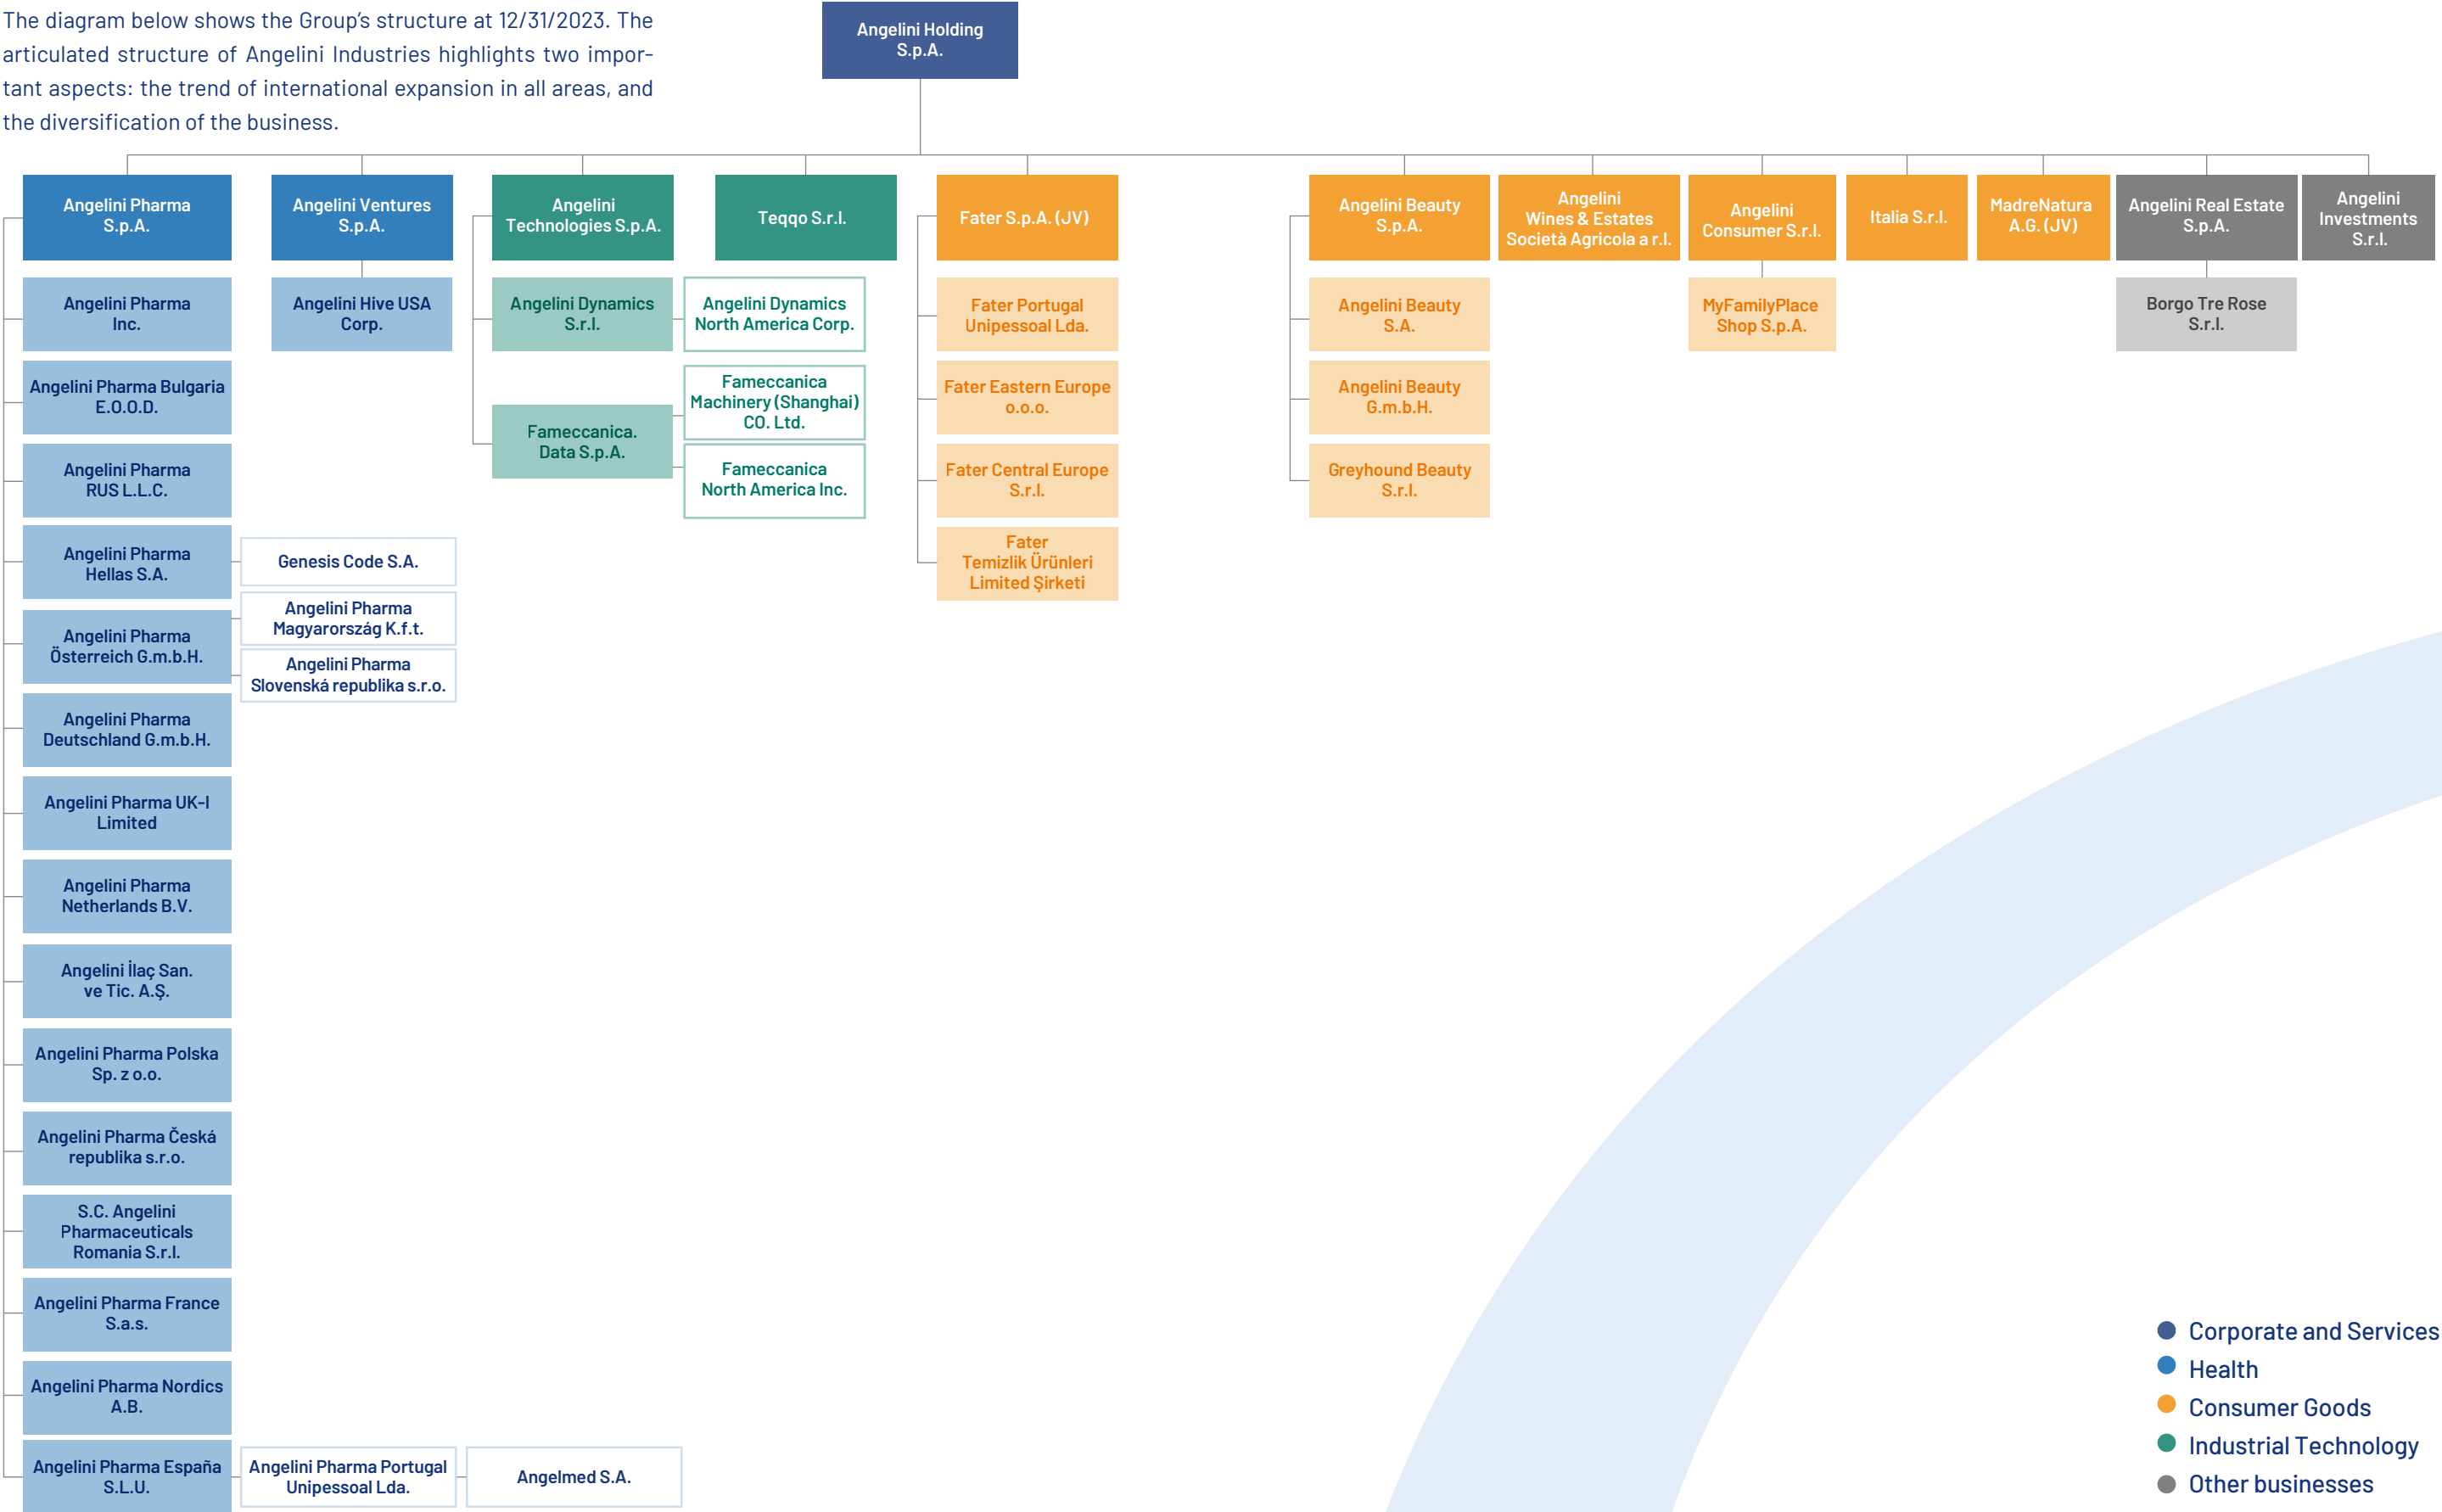 The diagram below shows the Group's structure at 12/31/2023. The
articulated structure of Angelini Industries highlights two impor-
tant aspects: the trend of international expansion in all areas, and
the diversification of the business.
Angelini Holding
S.p.A.
Angelini Pharma
S.p.A.
Angelini Ventures
S.p.A.
Angelini
Technologies S.p.A.
Teqqo S.r.l.
Fater S.p.A. (JV)
Angelini Beauty
S.p.A.
Angelini
Wines & Estates
Società Agricola a r.l.
Angelini
Consumer S.r.l.
Italia S.r.l.
MadreNatura
A.G. (JV)
Angelini Real Estate
S.p.A.
Angelini
Investments
S.r.l.
Angelini Pharma
Inc.
Angelini Hive USA
Corp.
Angelini Dynamics
S.r.l.
Angelini Dynamics
North America Corp.
Fater Portugal
Unipessoal Lda.
Angelini Beauty
S.A.
MyFamilyPlace
Shop S.p.A.
Borgo Tre Rose
S.r.l.
Angelini Pharma Bulgaria
E.O.O.D.
Fameccanica.
Data S.p.A.
Fameccanica
Machinery (Shanghai)
CO. Ltd.
Fameccanica
North America Inc.
Fater Eastern Europe
o.o.o.
Angelini Beauty
G.m.b.H.
Angelini Pharma
RUS L.L.C.
Fater Central Europe
S.r.l.
Greyhound Beauty
S.r.l.
Angelini Pharma
Hellas S.A.
Genesis Code S.A.
Fater
Temizlik Ürünleri
Limited Şirketi
Angelini Pharma
Österreich G.m.b.H.
Angelini Pharma
Magyarország K.f.t.
Angelini Pharma
Slovenská republika s.r.o.
Angelini Pharma
Deutschland G.m.b.H.
Angelini Pharma UK-I
Limited
Angelini Pharma
Netherlands B.V.
Angelini İlaç San.
ve Tic. A.Ş.
Angelini Pharma Polska
Sp. z o.o.
Angelini Pharma Česká
republika s.r.o.
S.C. Angelini
Pharmaceuticals
Romania S.r.l.
Angelini Pharma France
S.a.s.
Angelini Pharma Nordics
A.B.
Angelini Pharma España
S.L.U.
Angelini Pharma Portugal
Unipessoal Lda.
Angelmed S.A.
Corporate and Services
Health
Consumer Goods
Industrial Technology
Other businesses